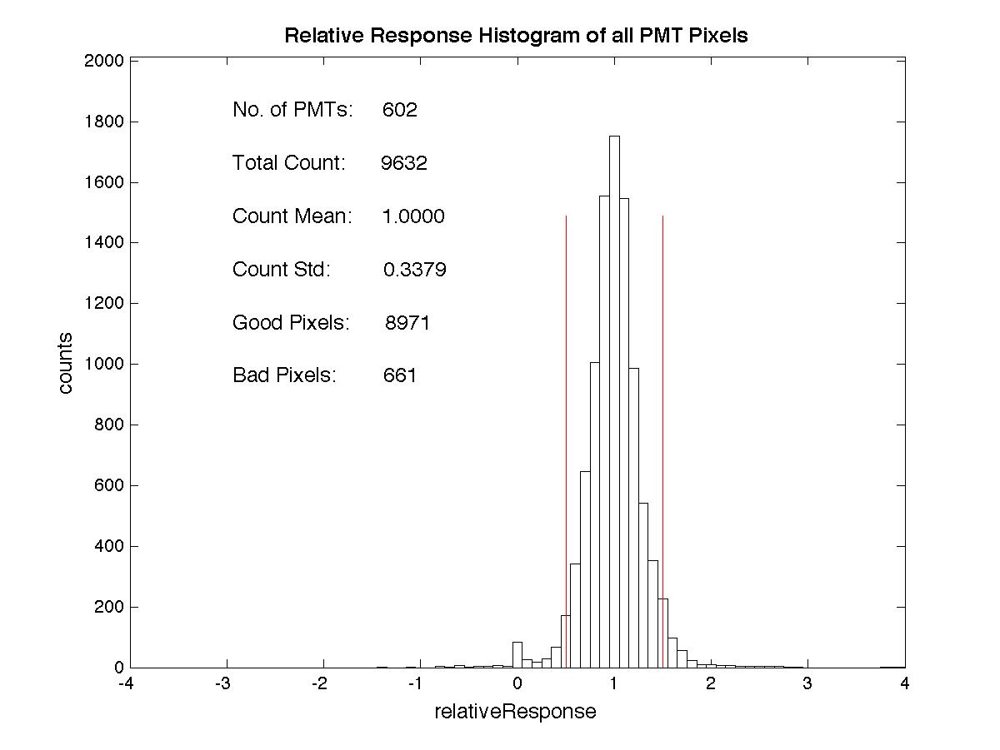 Relative Response Histogram of all PMT Pixels
2000
1800
1600
1400
1200
1000
800
600
400
200
0
counts
No. of PMTs: 602
Total Count: 9632
Count Mean: 1.0000
Count Std: 0.3379
Good Pixels: 8971
Bad Pixels: 661
-4 -3 -2 -1 0 1 2 3 4
relativeResponse